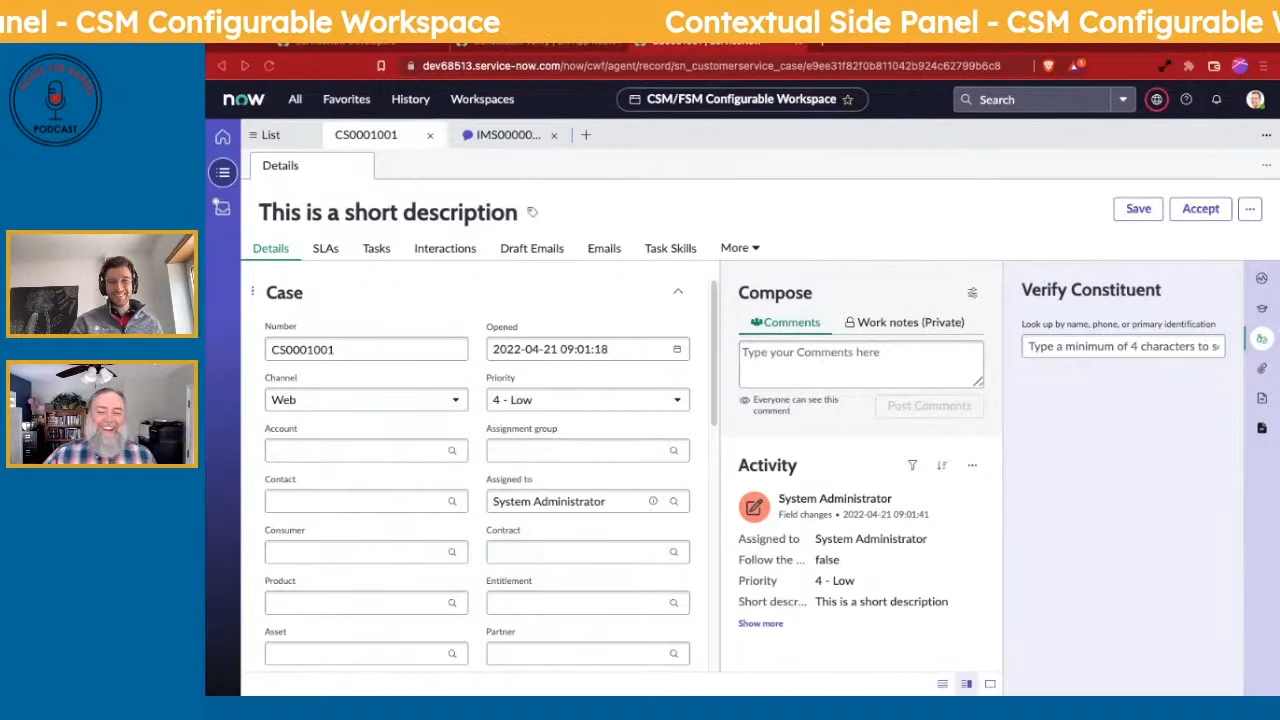 nel - CSM Configurable Workspace
Contextual Side Panel - CSM Configurable
PODCAST
dev68513.service-now.com/now/cwf/agent/record/sn_customerservice_case/e9ee31f82f0b811042b924c62799b6c8
now All Favorites History Workspaces
CSM/FSM Configurable Workspace
Search
List
CS0001001
IMS00000...
Details
This is a short description
Save
Accept
Details SLAs Tasks Interactions Draft Emails Emails Task Skills More
Case
Number
CS0001001
Opened
2022-04-21 09:01:18
Channel
Web
Priority
4 - Low
Account
Assignment group
Contact
Assigned to
System Administrator
Consumer
Contract
Product
Entitlement
Asset
Partner
Compose
Comments
Work notes (Private)
Type your Comments here
Everyone can see this
comment
Post Comments
Activity
System Administrator
Field changes • 2022-04-21 09:01:41
Assigned to System Administrator
Follow the ... false
Priority 4 - Low
Short descr... This is a short description
Show more
Verify Constituent
Look up by name, phone, or primary identification
Type a minimum of 4 characters to se